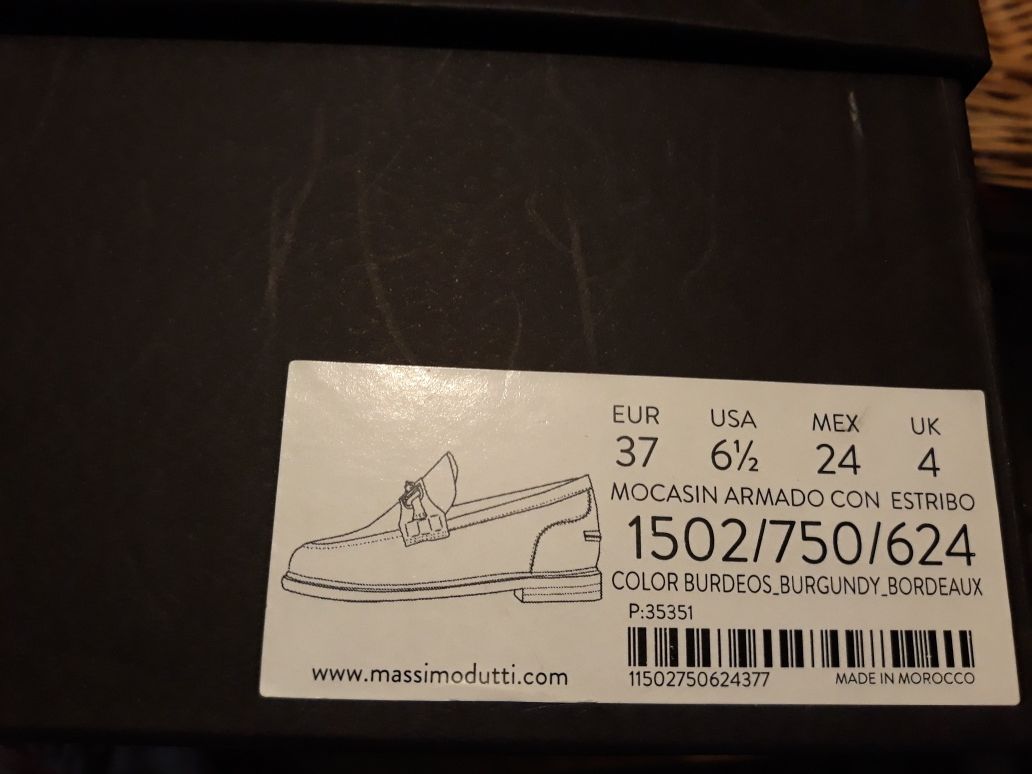 EUR USA MEX UK
37 6½ 24 4
MOCASIN ARMADO CON ESTRIBO
1502/750/624
COLOR BURDEOS_BURGUNDY_BORDEAUX
P:35351
11502750624377 MADE IN MOROCCO
www.massimodutti.com